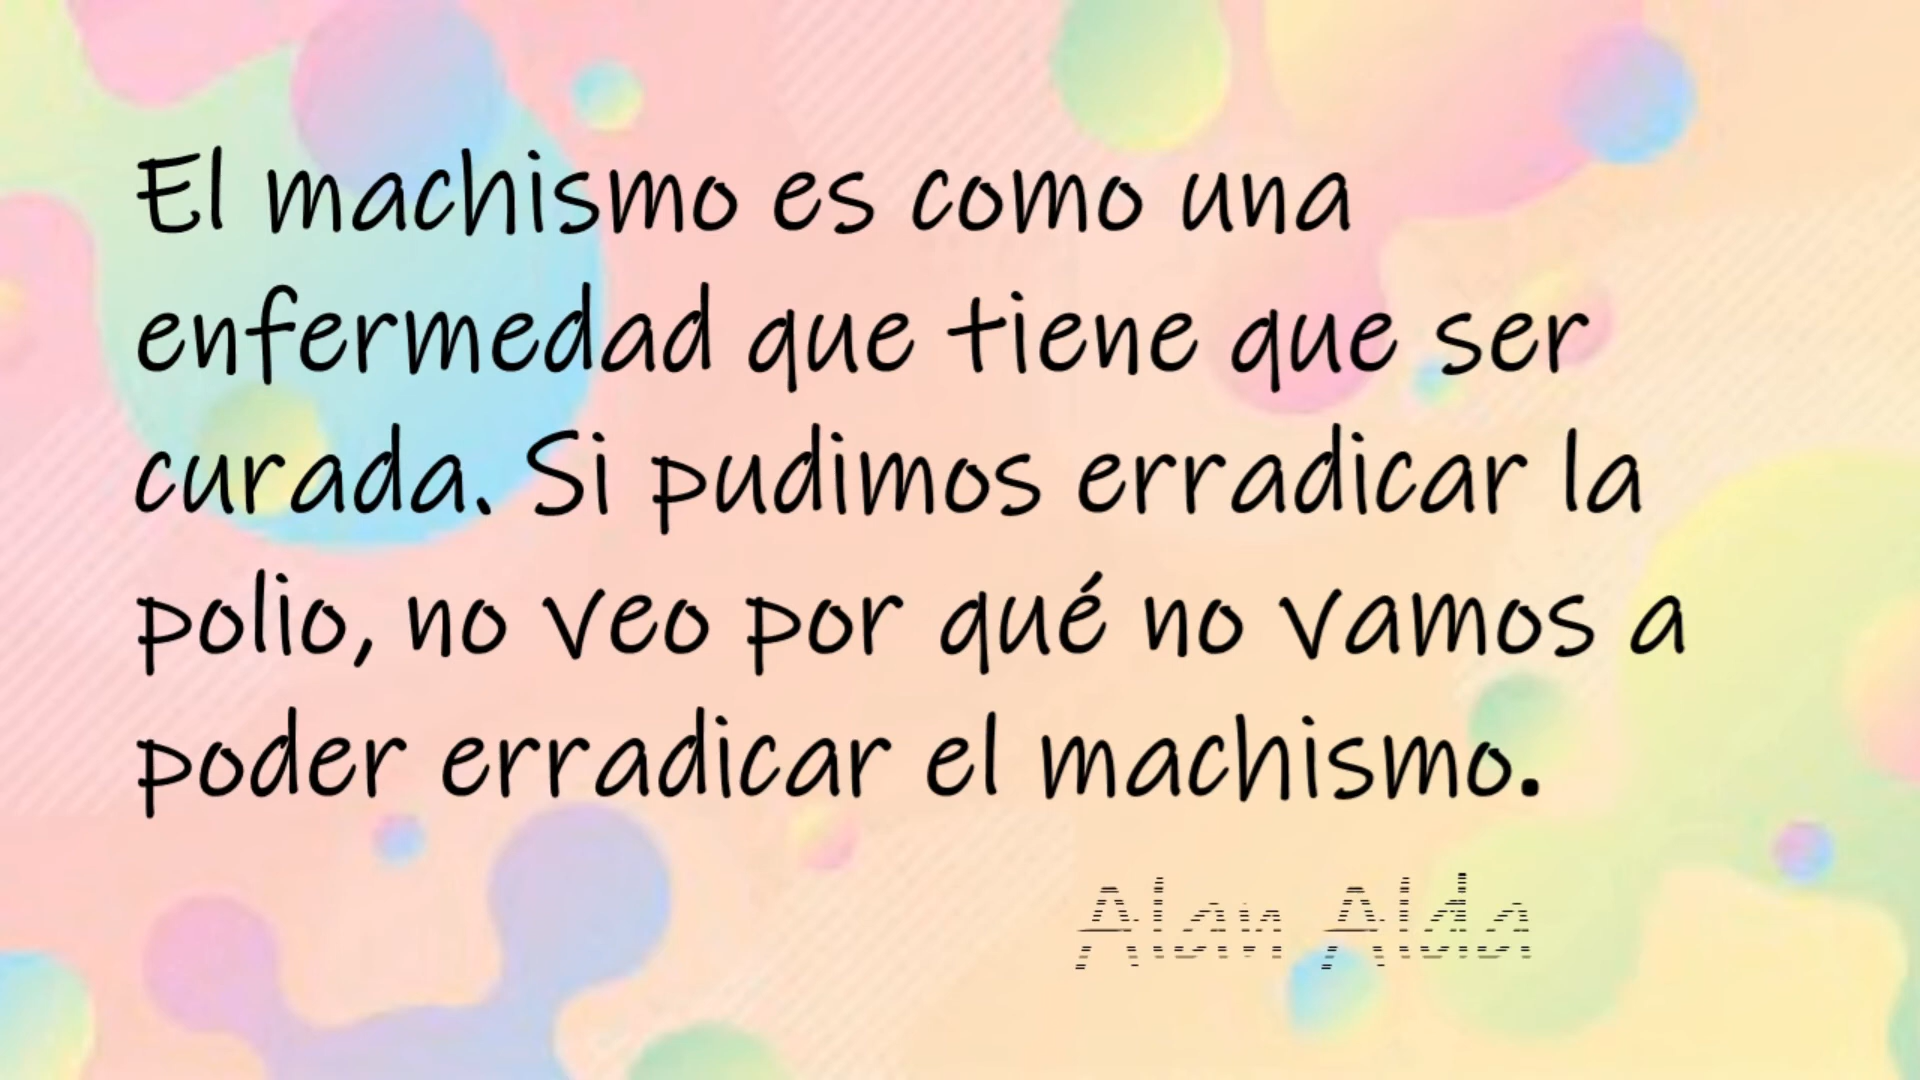 El machismo es como una
enfermedad que tiene que ser
curada. Si pudimos erradicar la
polio, no veo por qué no vamos a
poder erradicar el machismo.
Alan Alda